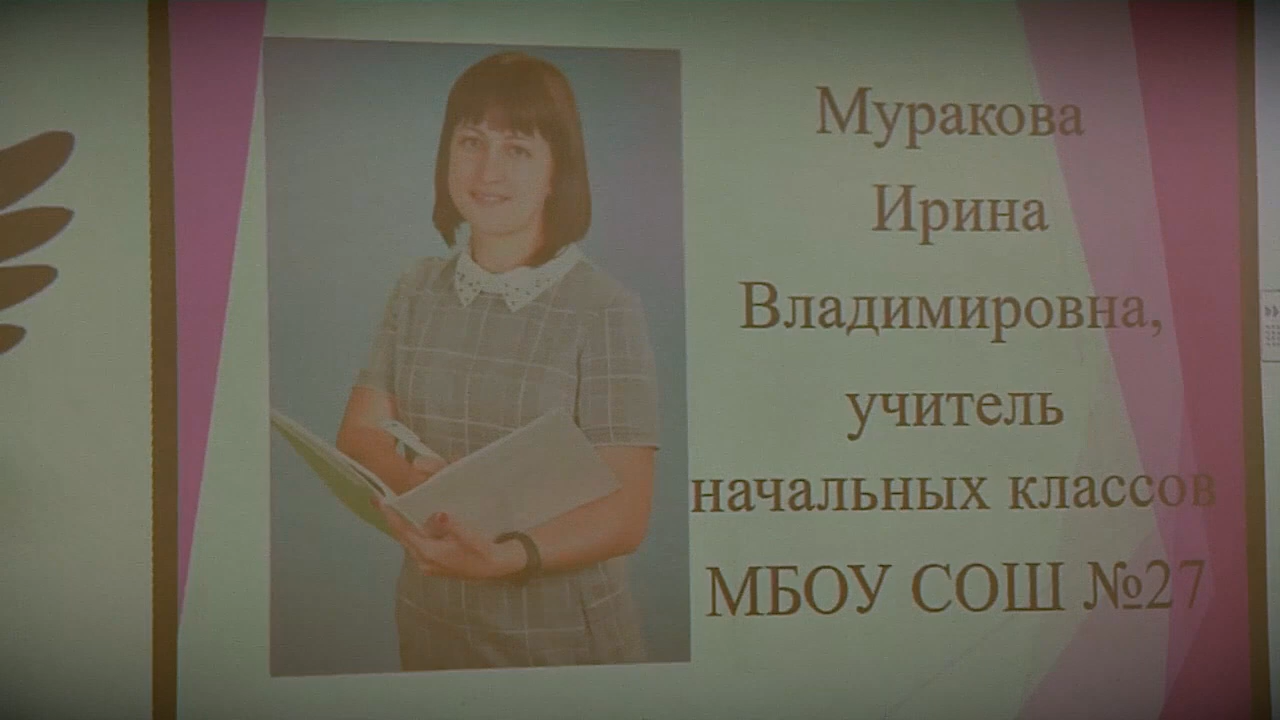 Муракова
Ирина
Владимировна,
учитель
начальных классов
МБОУ СОШ №27